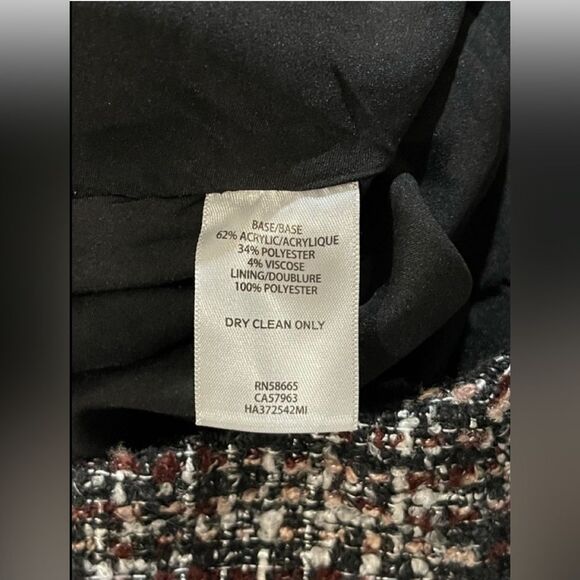 BASE/BASE
62% ACRYLIC/ACRYLIQUE
34% POLYESTER
4% VISCOSE
LINING/DOUBLURE
100% POLYESTER
DRY CLEAN ONLY
RN58665
CA57963
HA372542MI